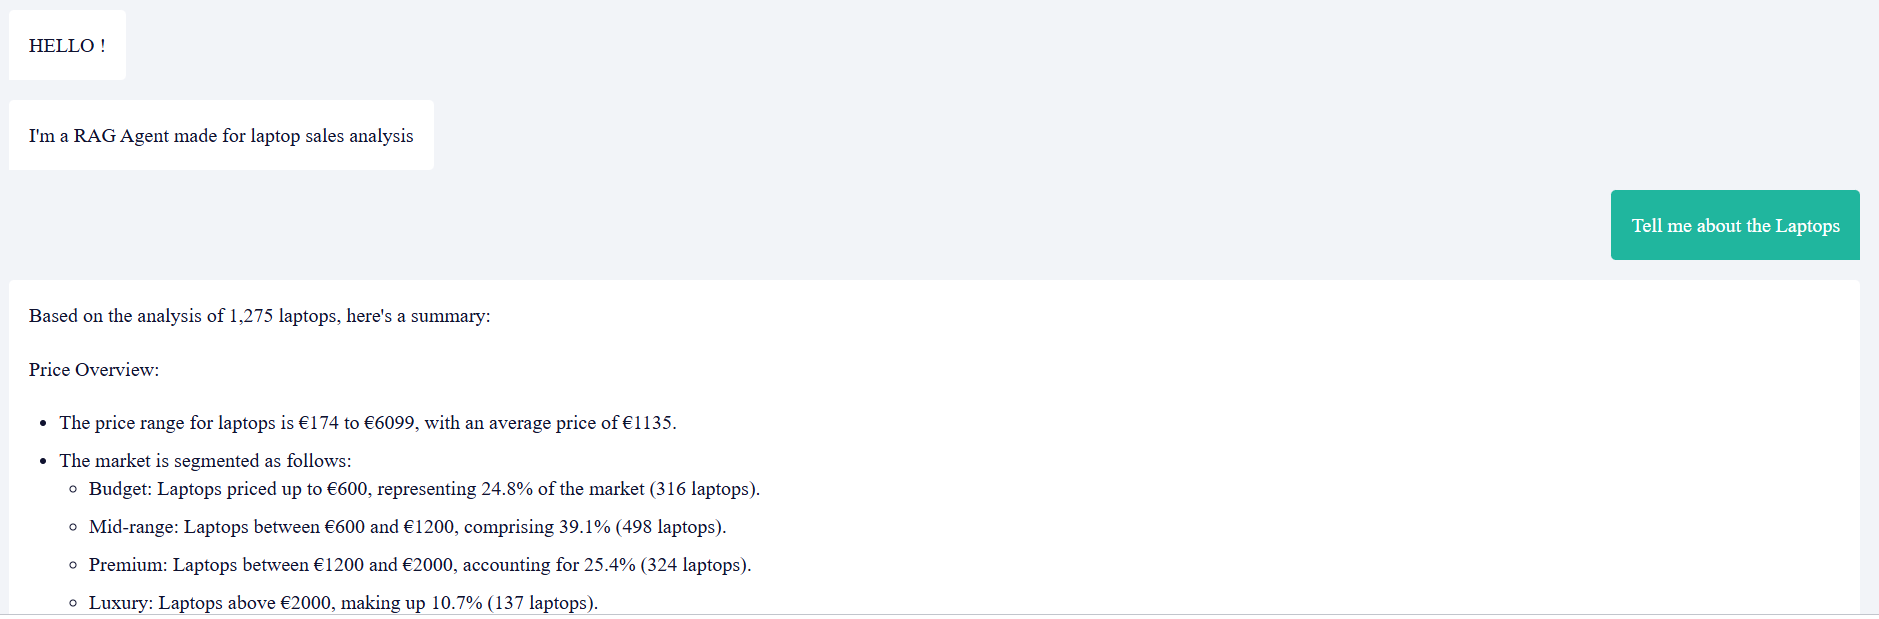 HELLO !
I'm a RAG Agent made for laptop sales analysis
Tell me about the Laptops
Based on the analysis of 1,275 laptops, here's a summary:
Price Overview:
The price range for laptops is €174 to €6099, with an average price of €1135.
The market is segmented as follows:
Budget: Laptops priced up to €600, representing 24.8% of the market (316 laptops).
Mid-range: Laptops between €600 and €1200, comprising 39.1% (498 laptops).
Premium: Laptops between €1200 and €2000, accounting for 25.4% (324 laptops).
Luxury: Laptops above €2000, making up 10.7% (137 laptops).